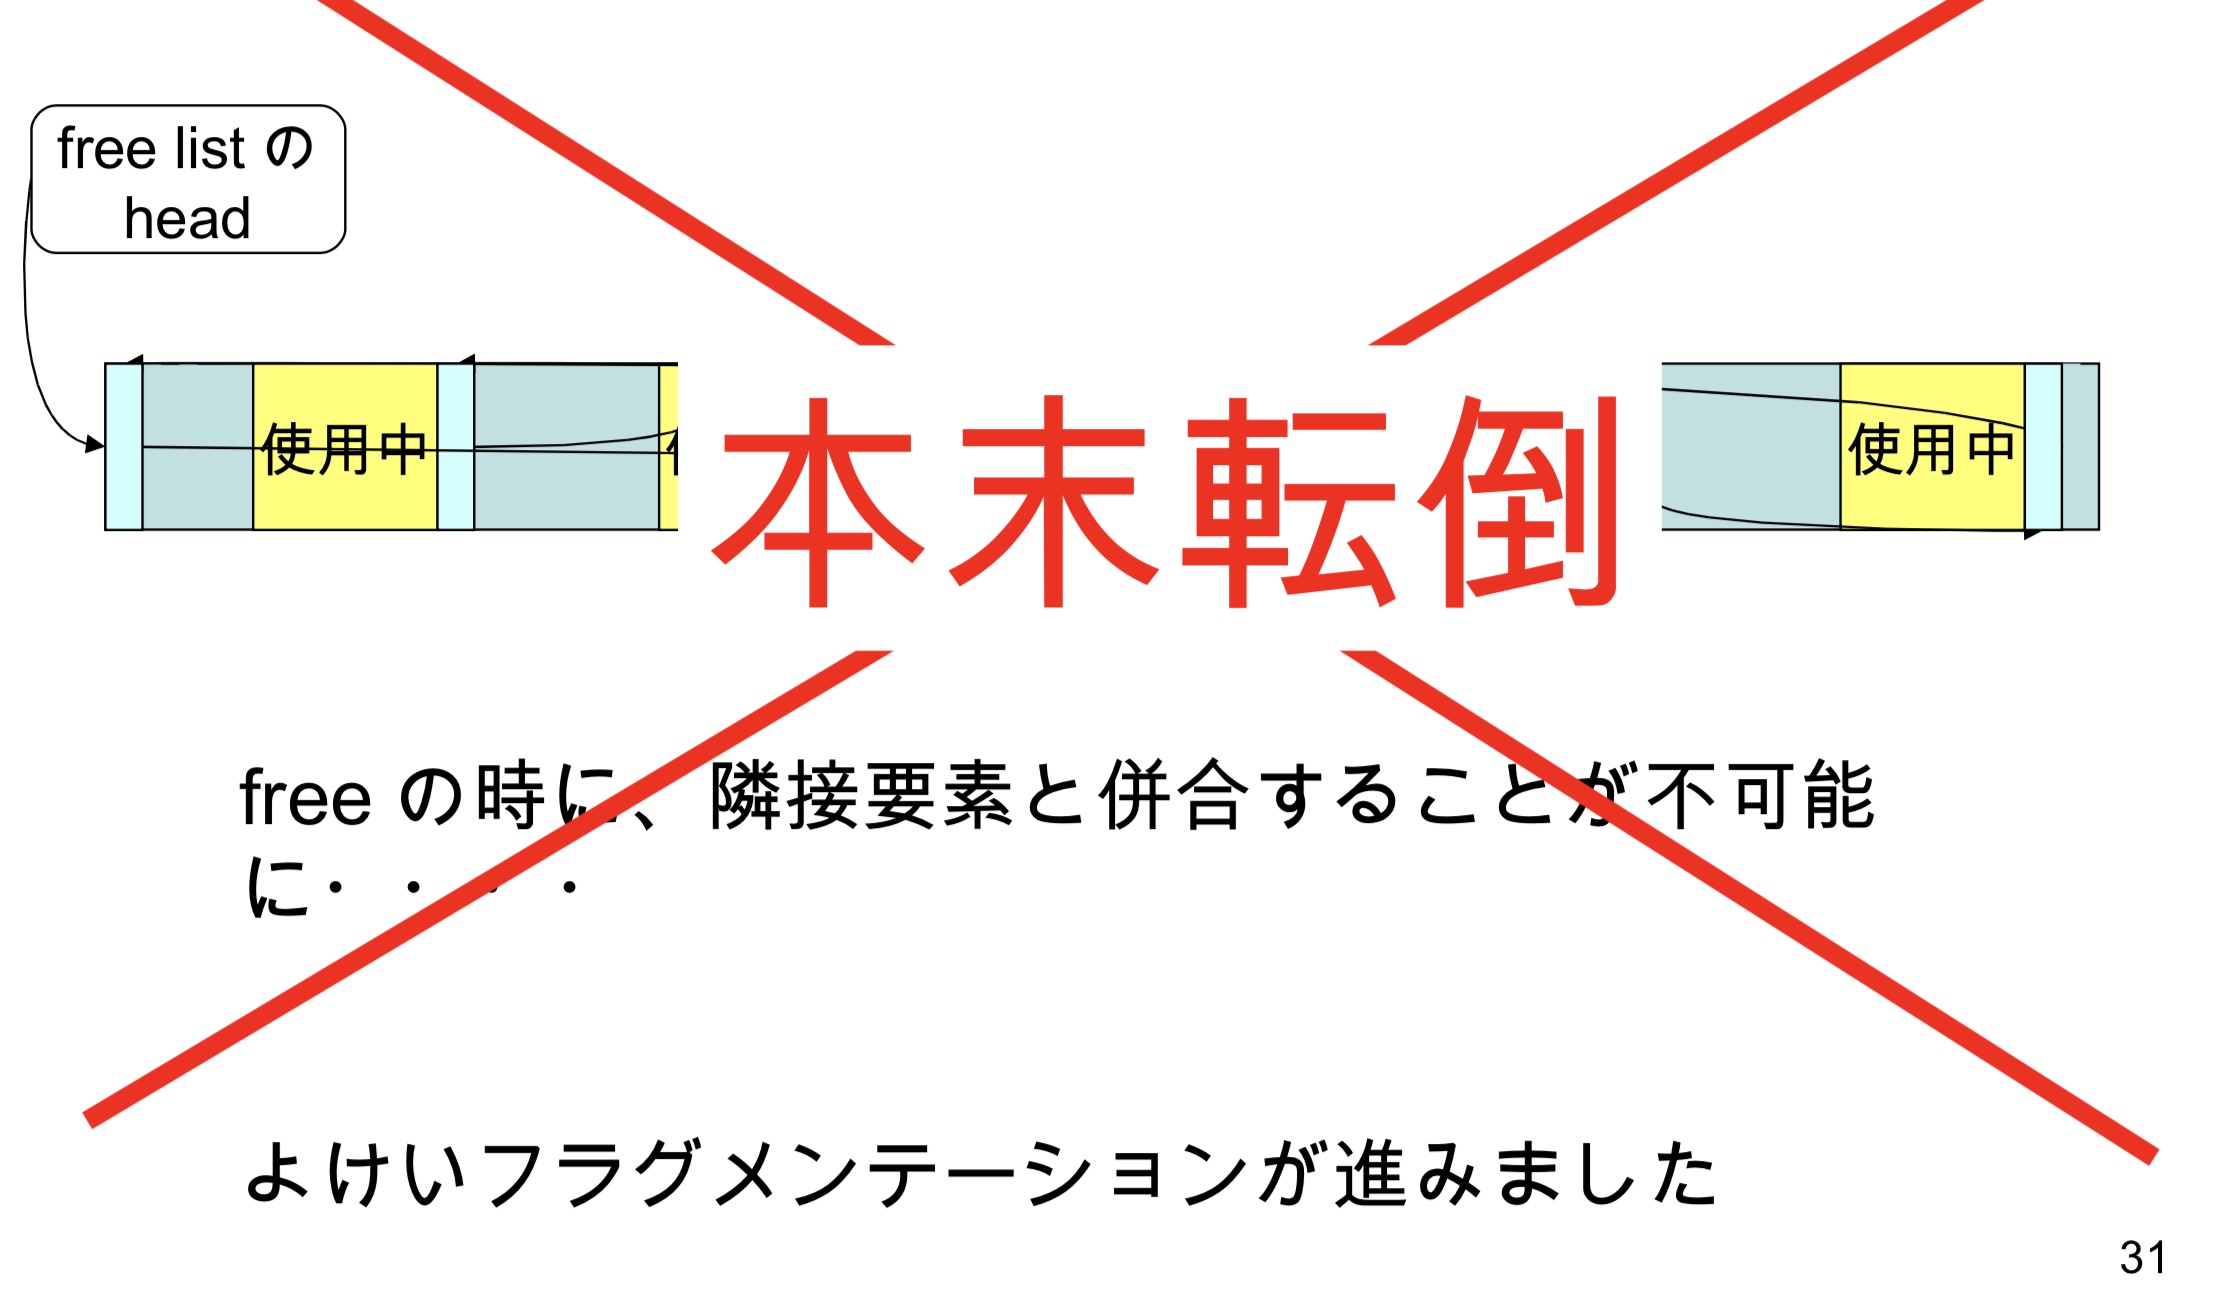 free list の
head
使用中
本末転倒
使用中
free の時に、隣接要素と併合することが不可能
に・・・・
よけいフラグメンテーションが進みました
31